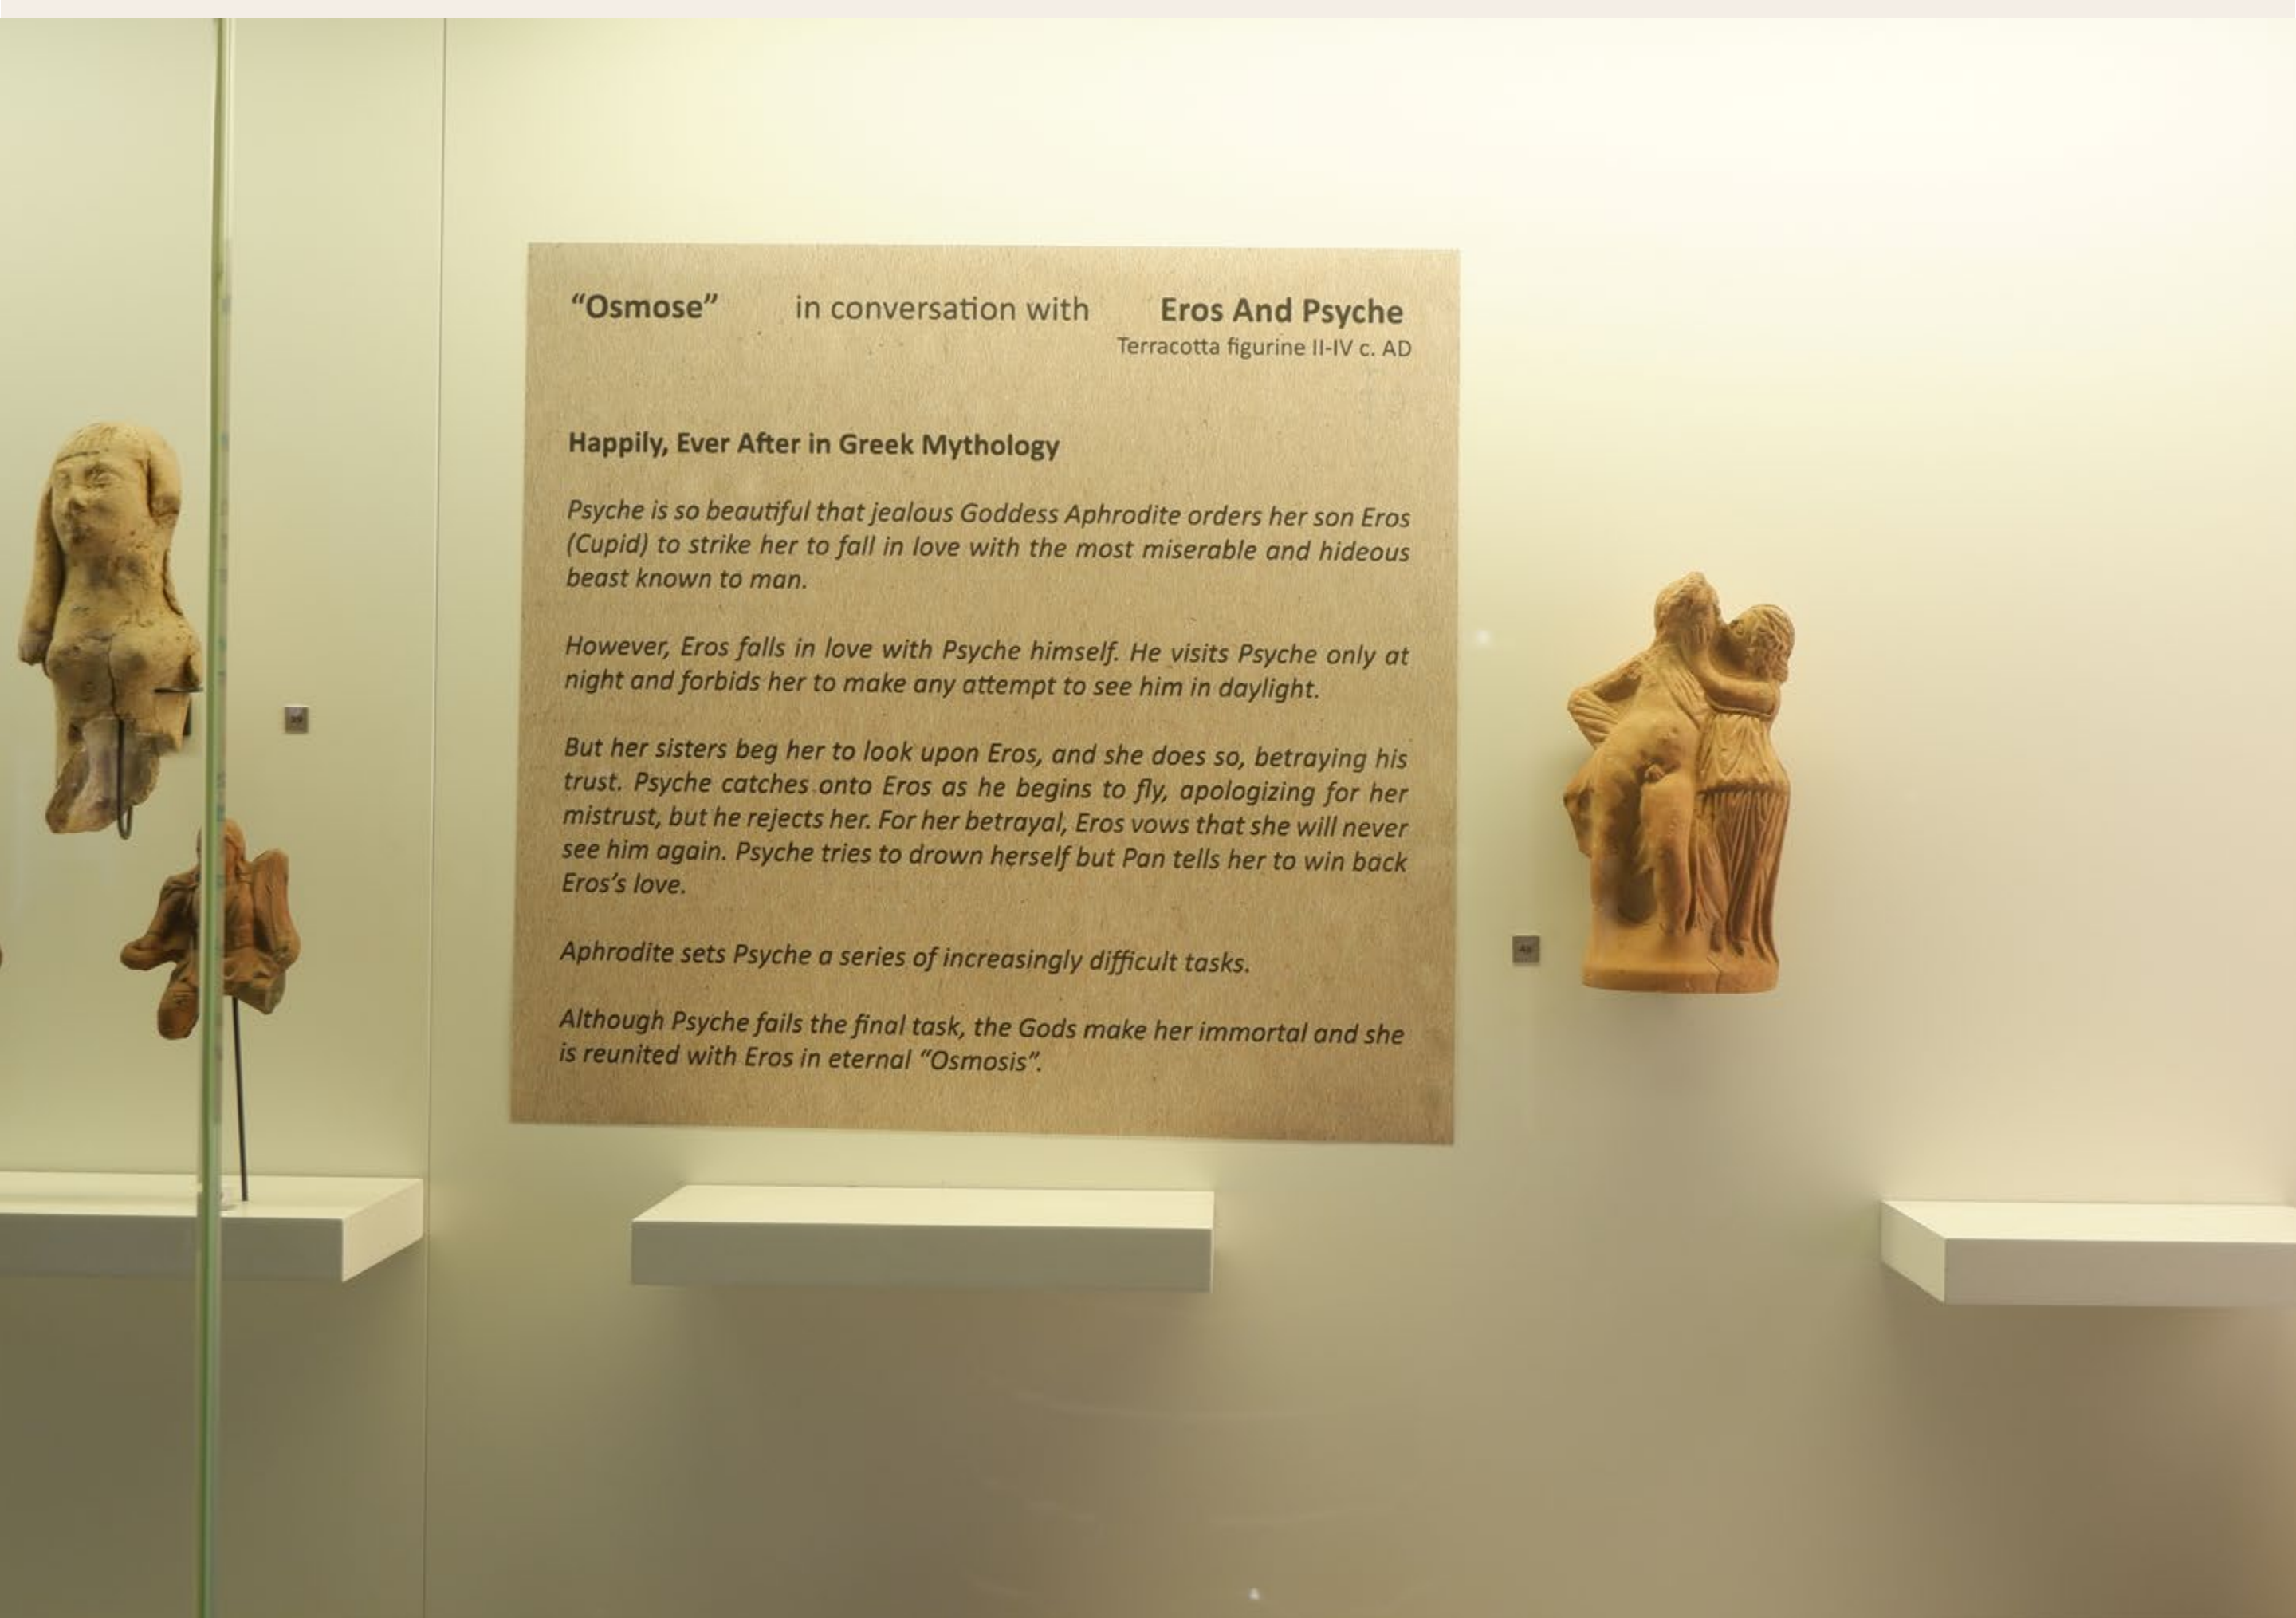 “Osmose” in conversation with Eros And Psyche
Terracotta figurine II-IV c. AD
Happily, Ever After in Greek Mythology
Psyche is so beautiful that jealous Goddess Aphrodite orders her son Eros
(Cupid) to strike her to fall in love with the most miserable and hideous
beast known to man.
However, Eros falls in love with Psyche himself. He visits Psyche only at
night and forbids her to make any attempt to see him in daylight.
But her sisters beg her to look upon Eros, and she does so, betraying his
trust. Psyche catches onto Eros as he begins to fly, apologizing for her
mistrust, but he rejects her. For her betrayal, Eros vows that she will never
see him again. Psyche tries to drown herself but Pan tells her to win back
Eros’s love.
Aphrodite sets Psyche a series of increasingly difficult tasks.
Although Psyche fails the final task, the Gods make her immortal and she
is reunited with Eros in eternal “Osmosis”.